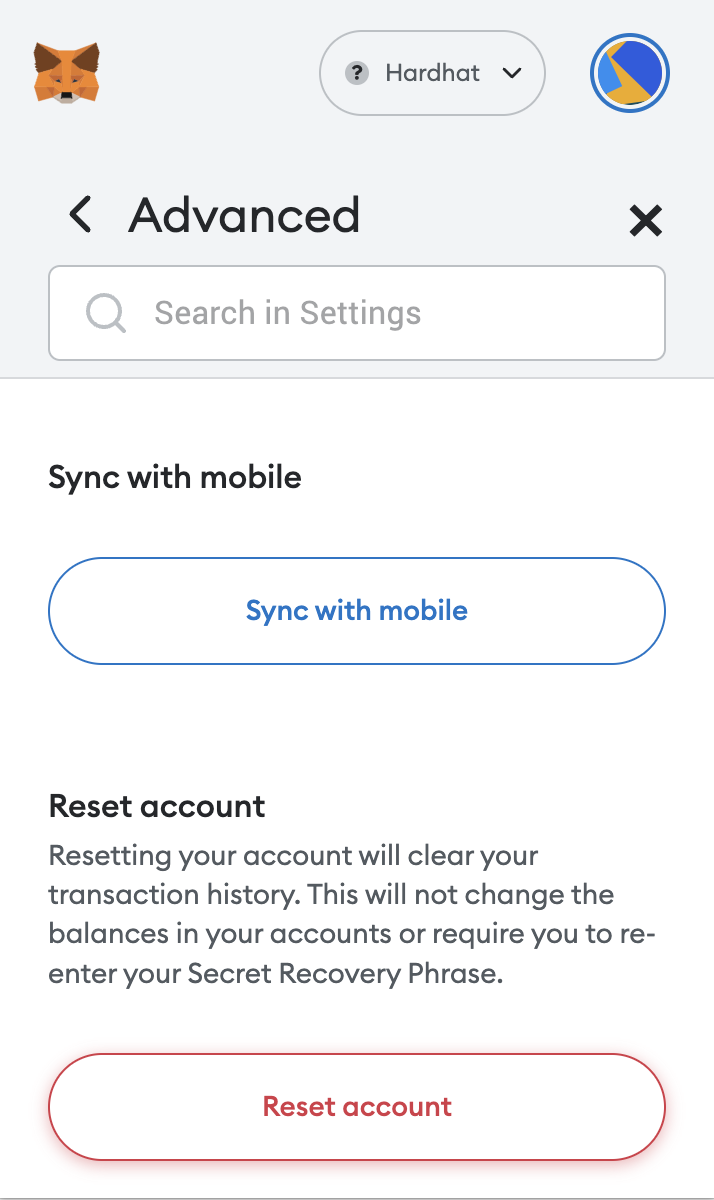 ? Hardhat
Advanced
Search in Settings
Sync with mobile
Sync with mobile
Reset account
Resetting your account will clear your
transaction history. This will not change the
balances in your accounts or require you to re-
enter your Secret Recovery Phrase.
Reset account